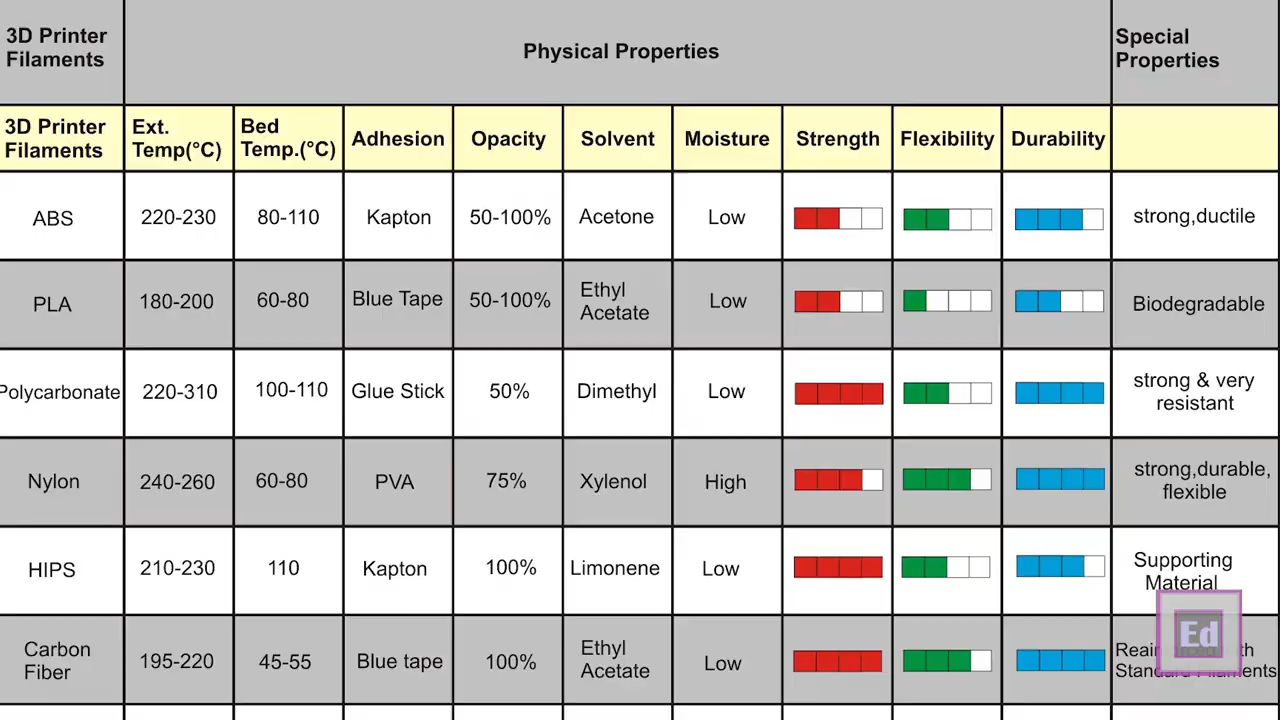 3D Printer
Filaments
Physical Properties
Special
Properties
3D Printer
Filaments
Ext.
Temp(°C)
Bed
Temp.(°C)
Adhesion
Opacity
Solvent
Moisture
Strength
Flexibility
Durability
ABS
220-230
80-110
Kapton
50-100%
Acetone
Low
strong,ductile
PLA
180-200
60-80
Blue Tape
50-100%
Ethyl
Acetate
Low
Biodegradable
Polycarbonate
220-310
100-110
Glue Stick
50%
Dimethyl
Low
strong & very
resistant
Nylon
240-260
60-80
PVA
75%
Xylenol
High
strong,durable,
flexible
HIPS
210-230
110
Kapton
100%
Limonene
Low
Supporting
Material
Carbon
Fiber
195-220
45-55
Blue tape
100%
Ethyl
Acetate
Low
Standard Filaments
Ed